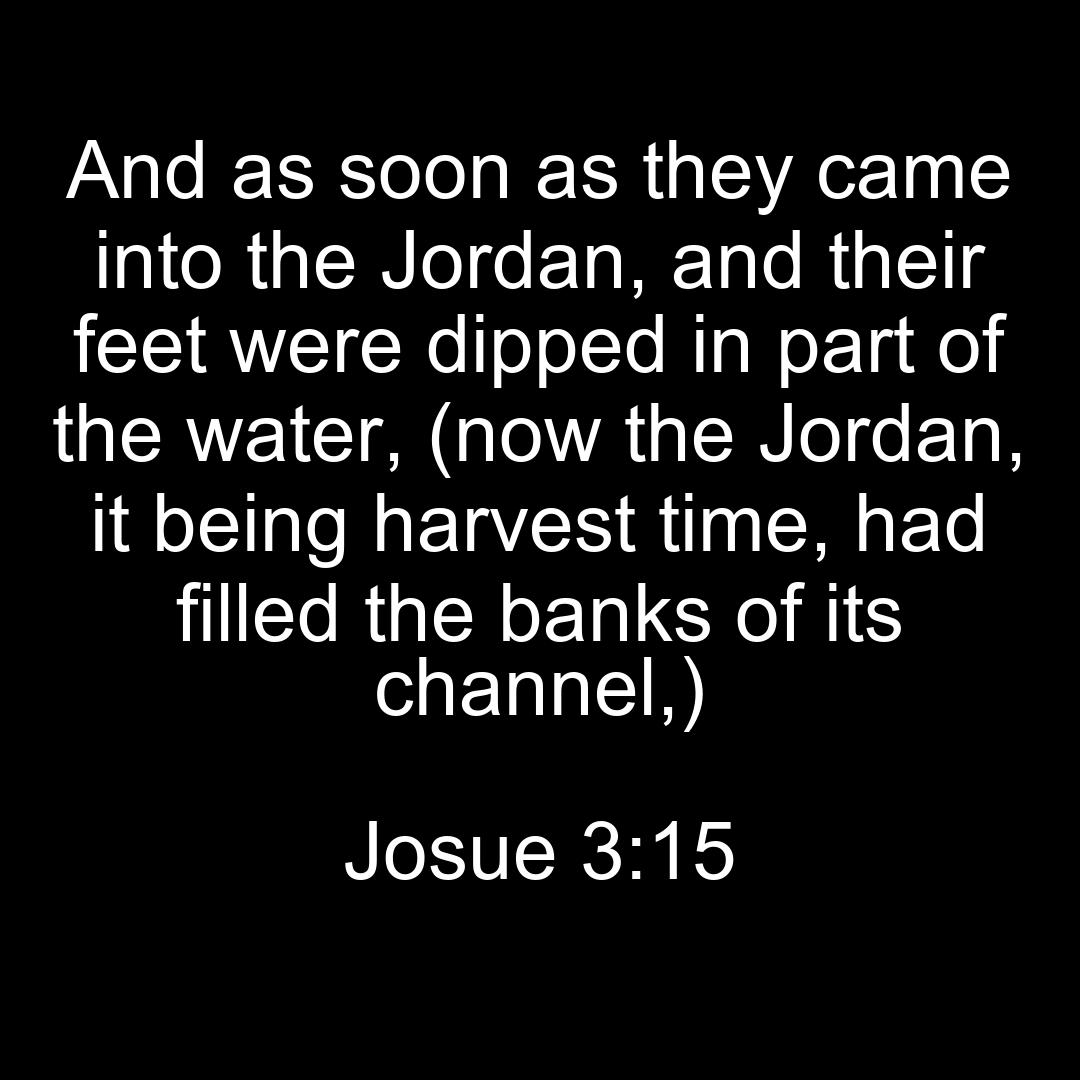 And as soon as they came
into the Jordan, and their
feet were dipped in part of
the water, (now the Jordan,
it being harvest time, had
filled the banks of its
channel,)
Josue 3:15